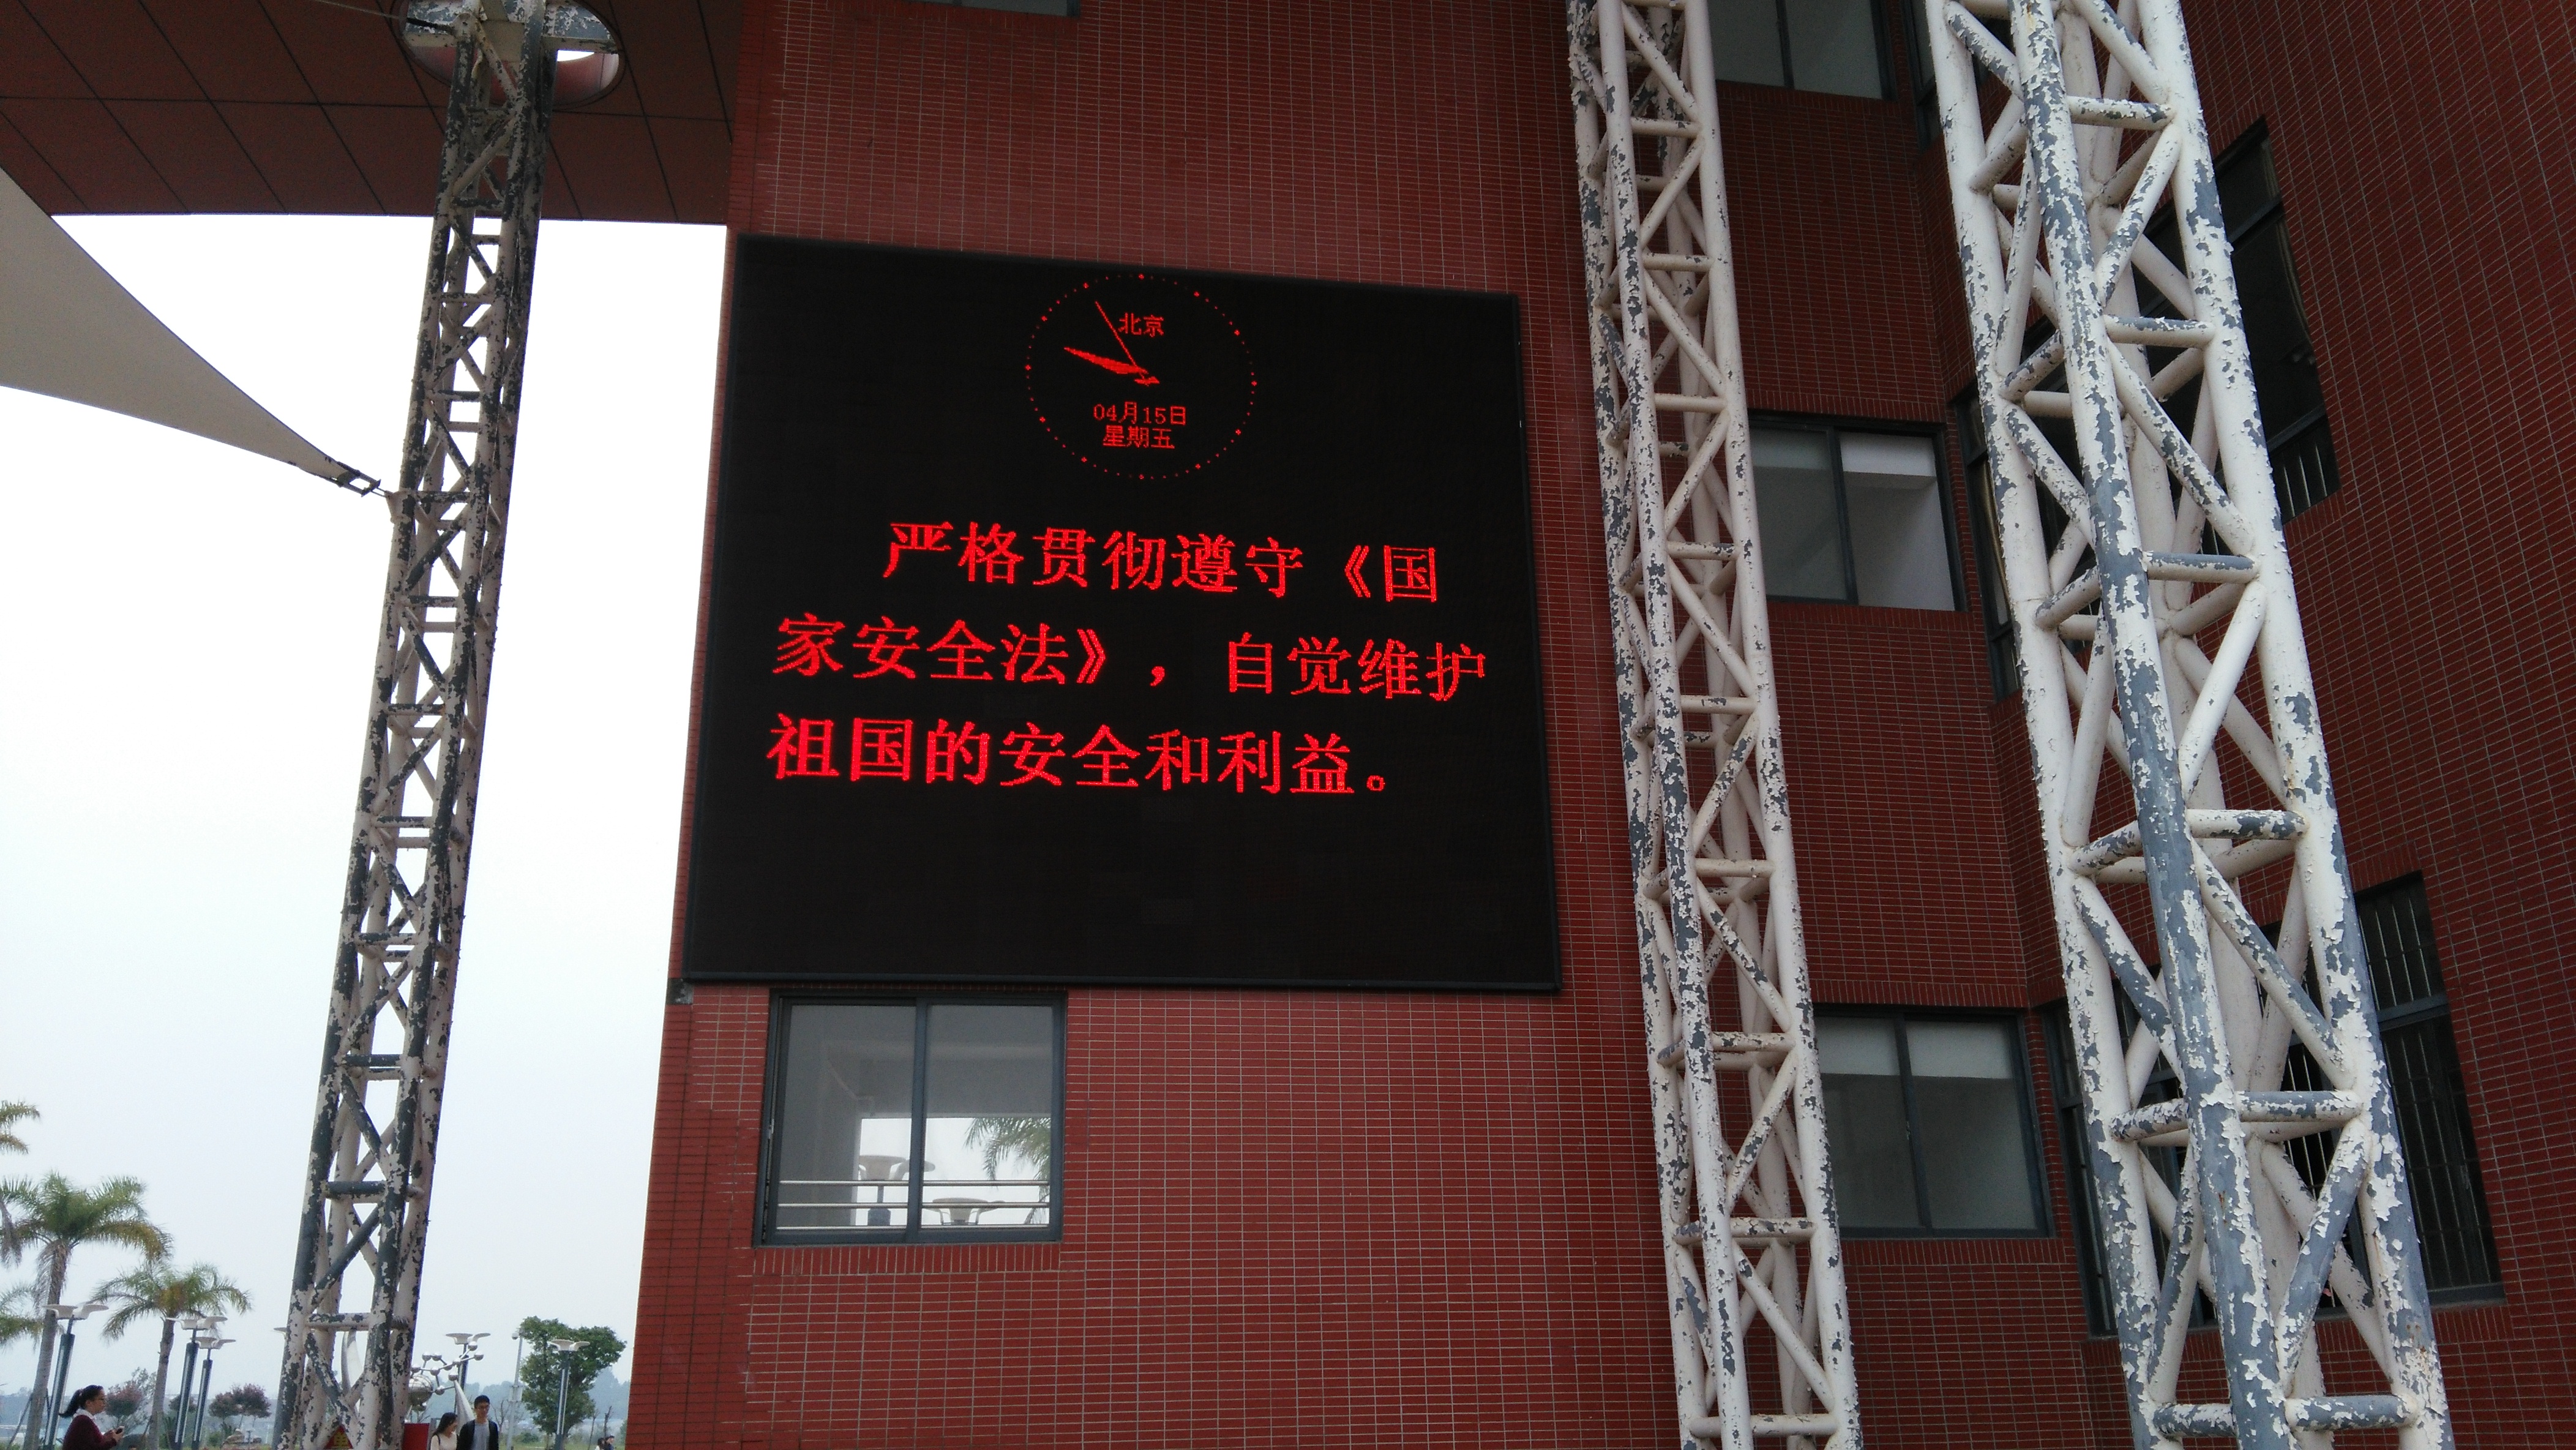 北京
04月15日
星期五
严格贯彻遵守《国
家安全法》，自觉维护
祖国的安全和利益。